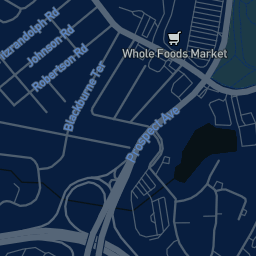 Fitzrandolph Rd
Johnson Rd
Robertson Rd
Blackburne Ter
Whole Foods Market
Prospect Ave